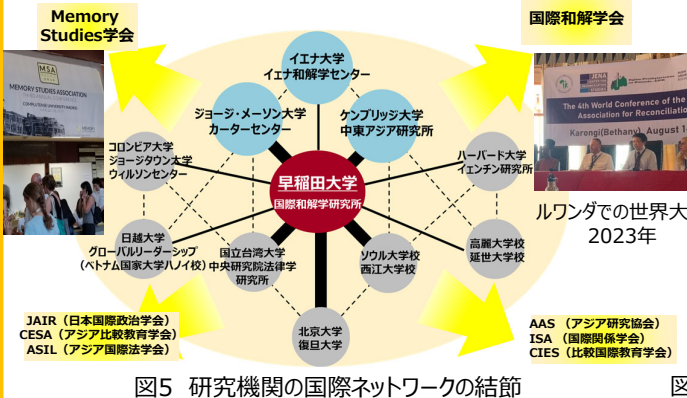 Memory
Studies学会
国際和解学会
MSA
MEMORY STUDIES ASSOCIATION
THIRD ANNUAL CONFERENCE
COMPLUTENSE UNIVERSITY MADRID
JENA
The 4th World Conference of the
Association for Reconciliation
Karongi(Bethany), August 1
ルワンダでの世界大
2023年
イエナ大学
イェナ和解学センター
ジョージ・メーソン大学
カーターセンター
ケンブリッジ大学
中東アジア研究所
コロンビア大学
ジョージタウン大学
ウィルソンセンター
ハーバード大学
イェンチン研究所
早稲田大学
国際和解学研究所
日越大学
グローバルリーダーシップ
(ベトナム国家大学ハノイ校)
国立台湾大学
中央研究院法律学
研究所
ソウル大学校
西江大学校
高麗大学校
延世大学校
北京大学
復旦大学
JAIR(日本国際政治学会)
CESA(アジア比較教育学会)
ASIL(アジア国際法学会)
AAS (アジア研究協会)
ISA (国際関係学会)
CIES(比較国際教育学会)
図5 研究機関の国際ネットワークの結節
図